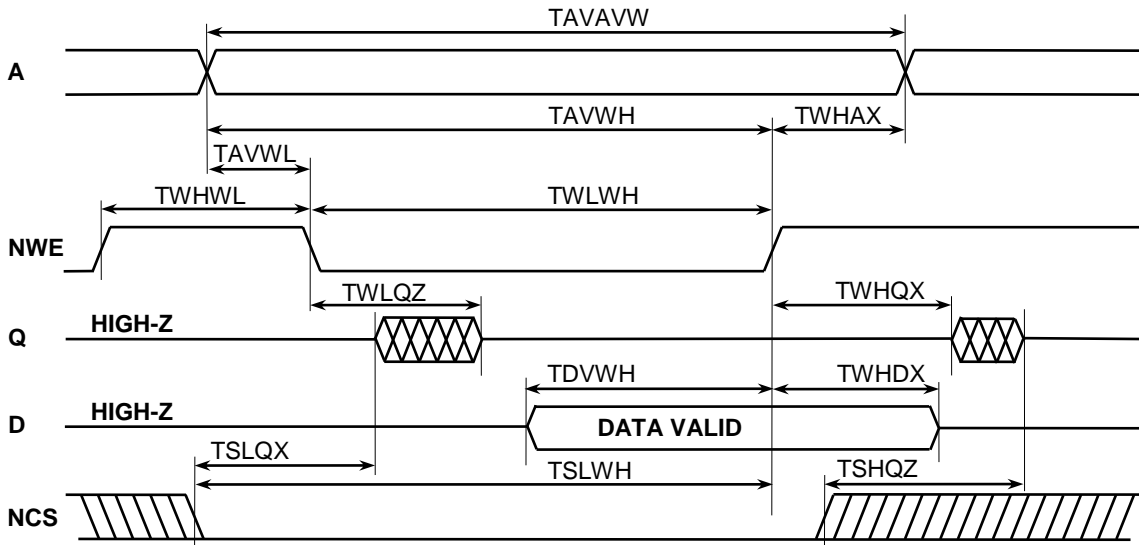 TAVAVW
A
TAVWH TWHAX
TAVWL
TWHWL TWLWH
NWE
TWLQZ TWHQX
Q HIGH-Z
TDVWH TWHDX
D HIGH-Z DATA VALID
TSLQX TSLWH TSHQZ
NCS